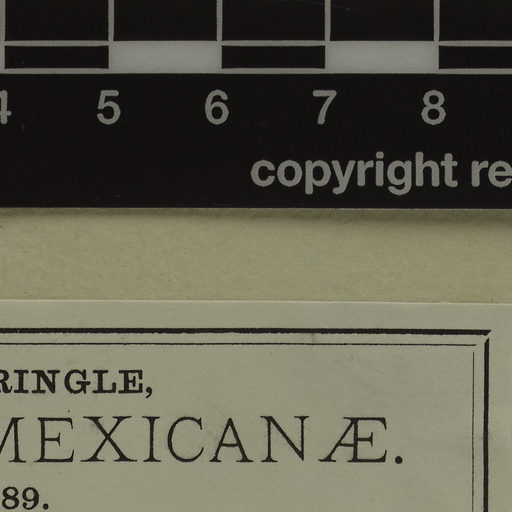 4 5 6 7 8
copyright re
RINGLE,
MEXICANÆ.
89.